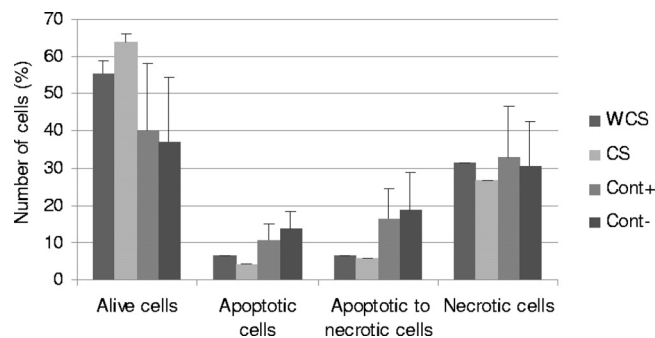 70
60
50
40
30
20
10
0
Number of cells (%)
Alive cells
Apoptotic
cells
Apoptotic to
necrotic cells
Necrotic cells
WCS
CS
Cont+
Cont-